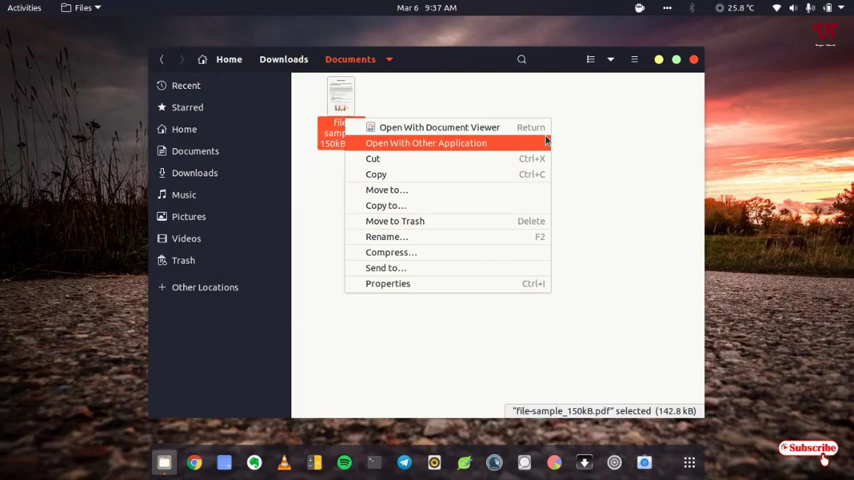 Activities
Files
Mar 6 9:37 AM
25.8 °C
Home
Downloads
Documents
Recent
Starred
Home
Documents
Downloads
Music
Pictures
Videos
Trash
Other Locations
file-
150kB
Open With Document Viewer Return
Open With Other Application
Cut Ctrl+X
Copy Ctrl+C
Move to...
Copy to...
Move to Trash Delete
Rename... F2
Compress...
Send to...
Properties Ctrl+I
"file-sample_150kB.pdf" selected (142.8 kB)
Subscribe